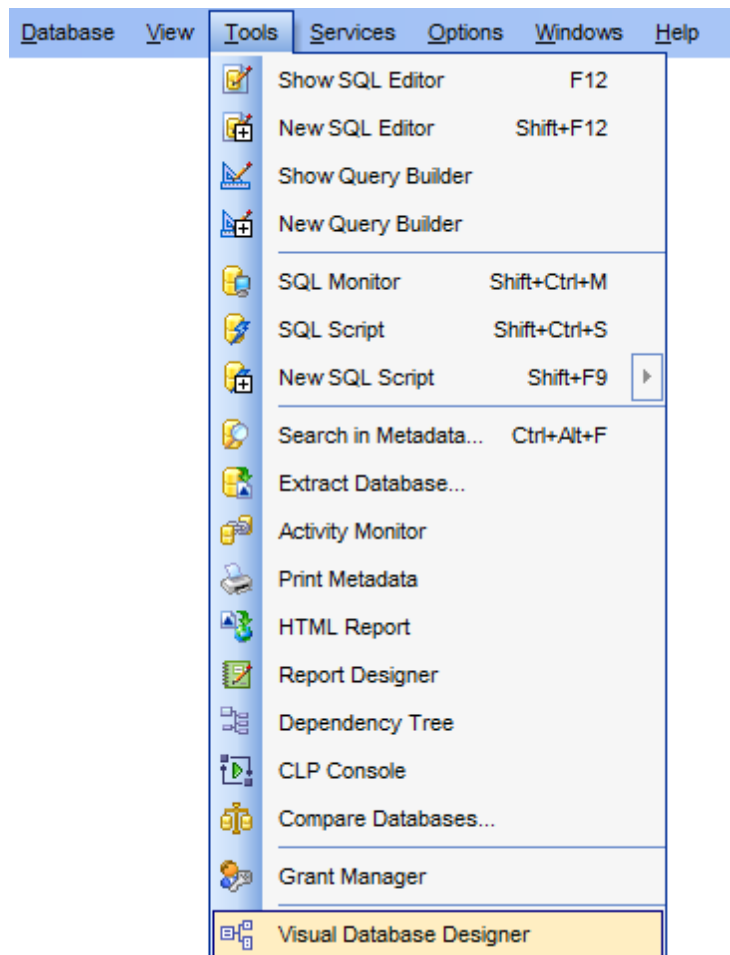 Database View Tools Services Options Windows Help
Show SQL Editor F12
New SQL Editor Shift+F12
Show Query Builder
New Query Builder
SQL Monitor Shift+Ctrl+M
SQL Script Shift+Ctrl+S
New SQL Script Shift+F9
Search in Metadata... Ctrl+Alt+F
Extract Database...
Activity Monitor
Print Metadata
HTML Report
Report Designer
Dependency Tree
CLP Console
Compare Databases...
Grant Manager
Visual Database Designer